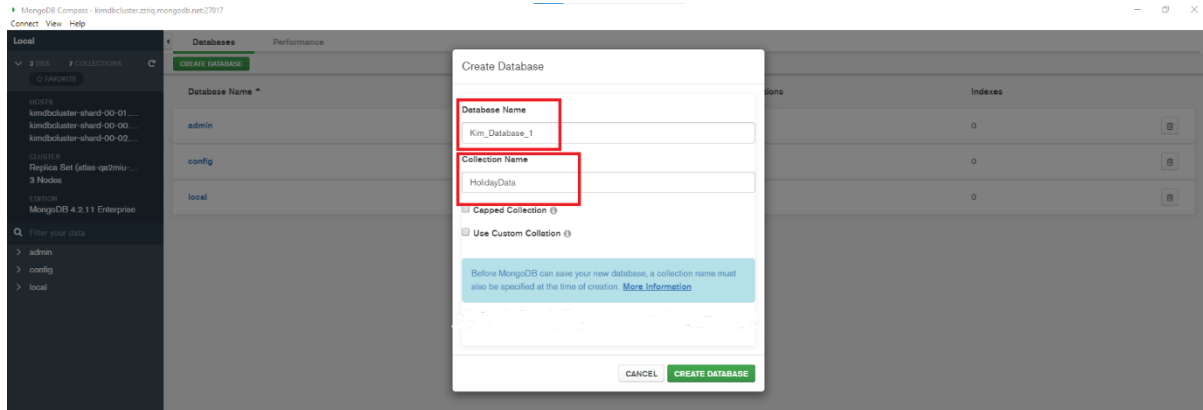 MongoDB Compass - kimdbcluster.zzriq.mongodb.net:27017
Connect View Help
Local
Databases Performance
3 DBS 7 COLLECTIONS
FAVORITE
CREATE DATABASE
HOSTS
kimdbcluster-shard-00-01....
kimdbcluster-shard-00-00....
kimdbcluster-shard-00-02....
CLUSTER
Replica Set (atlas-qa2miu-...
3 Nodes
EDITION
MongoDB 4.2.11 Enterprise
Filter your data
admin
config
local
Database Name
Indexes
admin
0
config
0
local
0
Create Database
Database Name
Kim_Database_1
Collection Name
HolidayData
Capped Collection
Use Custom Collation
Before MongoDB can save your new database, a collection name must
also be specified at the time of creation. More Information
CANCEL CREATE DATABASE